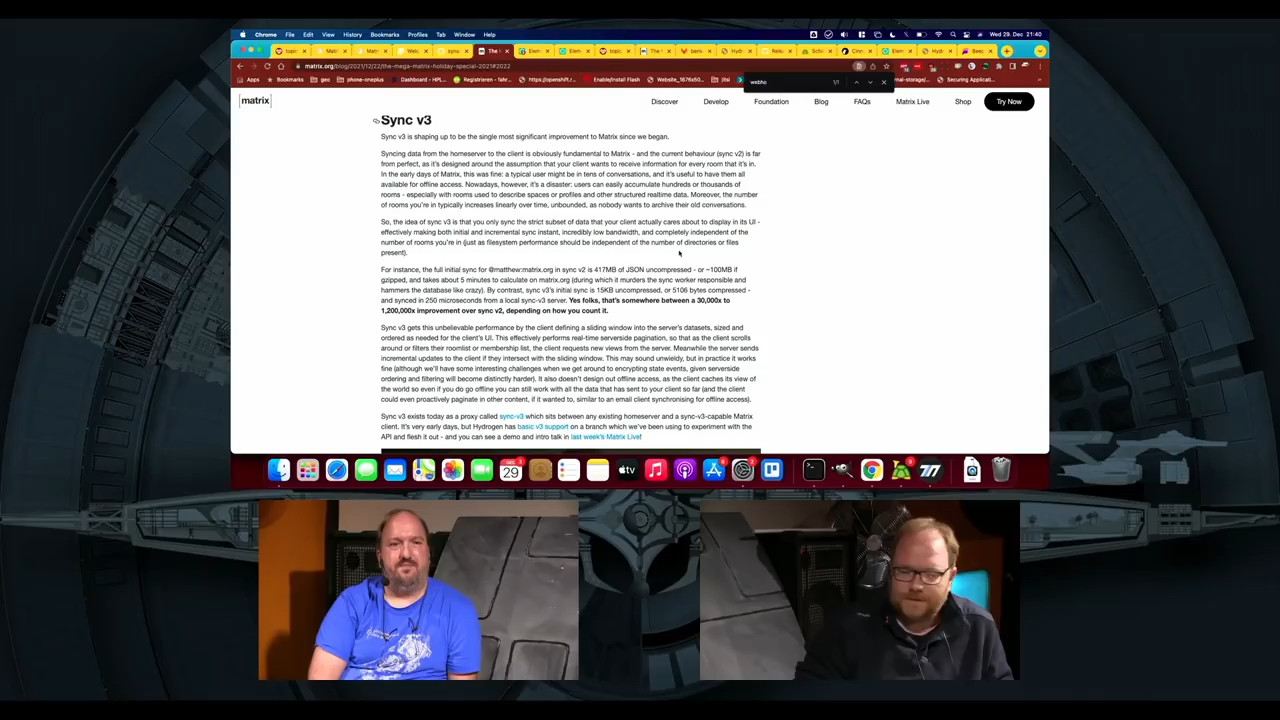 Chrome File Edit View History Bookmarks Profiles Tab Window Help
Wed 29. Dec 21:40
matrix.org/blog/2021/12/22/the-mega-matrix-holiday-special-2021#2022
Apps Bookmarks geo phone-oneplus Dashboard - HPL... Registrieren - fahr... https://openshift.r... Enable/Install Flash Website_1676x50... Securing Applicati...
webho 1/1
[matrix] Discover Develop Foundation Blog FAQs Matrix Live Shop Try Now
Sync v3
Sync v3 is shaping up to be the single most significant improvement to Matrix since we began.
Syncing data from the homeserver to the client is obviously fundamental to Matrix - and the current behaviour (sync v2) is far
from perfect, as it's designed around the assumption that your client wants to receive information for every room that it's in.
In the early days of Matrix, this was fine: a typical user might be in tens of conversations, and it's useful to have them all
available for offline access. Nowadays, however, it's a disaster: users can easily accumulate hundreds or thousands of
rooms - especially with rooms used to describe spaces or profiles and other structured realtime data. Moreover, the number
of rooms you're in typically increases linearly over time, unbounded, as nobody wants to archive their old conversations.
So, the idea of sync v3 is that you only sync the strict subset of data that your client actually cares about to display in its UI -
effectively making both initial and incremental sync instant, incredibly low bandwidth, and completely independent of the
number of rooms you're in (just as filesystem performance should be independent of the number of directories or files
present).
For instance, the full initial sync for @matthew:matrix.org in sync v2 is 417MB of JSON uncompressed - or ~100MB if
gzipped, and takes about 5 minutes to calculate on matrix.org (during which it murders the sync worker responsible and
hammers the database like crazy). By contrast, sync v3's initial sync is 15KB uncompressed, or 5106 bytes compressed -
and synced in 250 microseconds from a local sync-v3 server. Yes folks, that's somewhere between a 30,000x to
1,200,000x improvement over sync v2, depending on how you count it.
Sync v3 gets this unbelievable performance by the client defining a sliding window into the server's datasets, sized and
ordered as needed for the client's UI. This effectively performs real-time serverside pagination, so that as the client scrolls
around or filters their roomlist or membership list, the client requests new views from the server. Meanwhile the server sends
incremental updates to the client if they intersect with the sliding window. This may sound unwieldy, but in practice it works
fine (although we'll have some interesting challenges when we get around to encrypting state events, given serverside
ordering and filtering will become distinctly harder). It also doesn't design out offline access, as the client caches its view of
the world so even if you do go offline you can still work with all the data that has sent to your client so far (and the client
could even proactively paginate in other content, if it wanted to, similar to an email client synchronising for offline access).
Sync v3 exists today as a proxy called sync-v3 which sits between any existing homeserver and a sync-v3-capable Matrix
client. It's very early days, but Hydrogen has basic v3 support on a branch which we've been using to experiment with the
API and flesh it out - and you can see a demo and intro talk in last week's Matrix Live!
DEC
29
tv